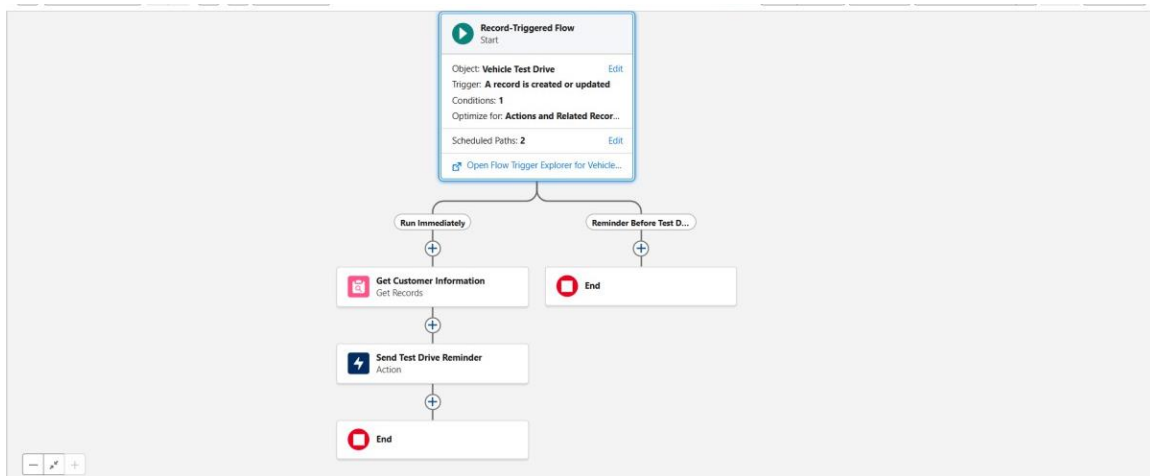 Record-Triggered Flow
Start
Object: Vehicle Test Drive Edit
Trigger: A record is created or updated
Conditions: 1
Optimize for: Actions and Related Recor...
Scheduled Paths: 2 Edit
Open Flow Trigger Explorer for Vehicle...
Run Immediately
Reminder Before Test D...
Get Customer Information
Get Records
End
Send Test Drive Reminder
Action
End